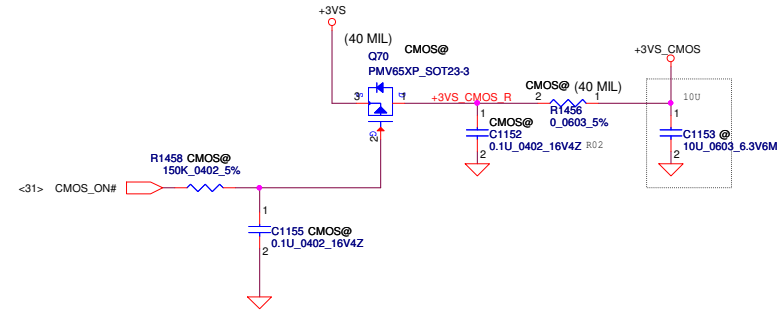 +3VS
(40 MIL)
CMOS@
Q70
PMV65XP_SOT23-3
3
S
D
1
G
2
+3VS_CMOS_R
CMOS@ (40 MIL)
2
1
R1456
0_0603_5%
+3VS_CMOS
10U
1
CMOS@
C1152
0.1U_0402_16V4Z R02
2
1
C1153 @
10U_0603_6.3V6M
2
R1458 CMOS@
150K_0402_5%
<31> CMOS_ON#
1
C1155 CMOS@
0.1U_0402_16V4Z
2